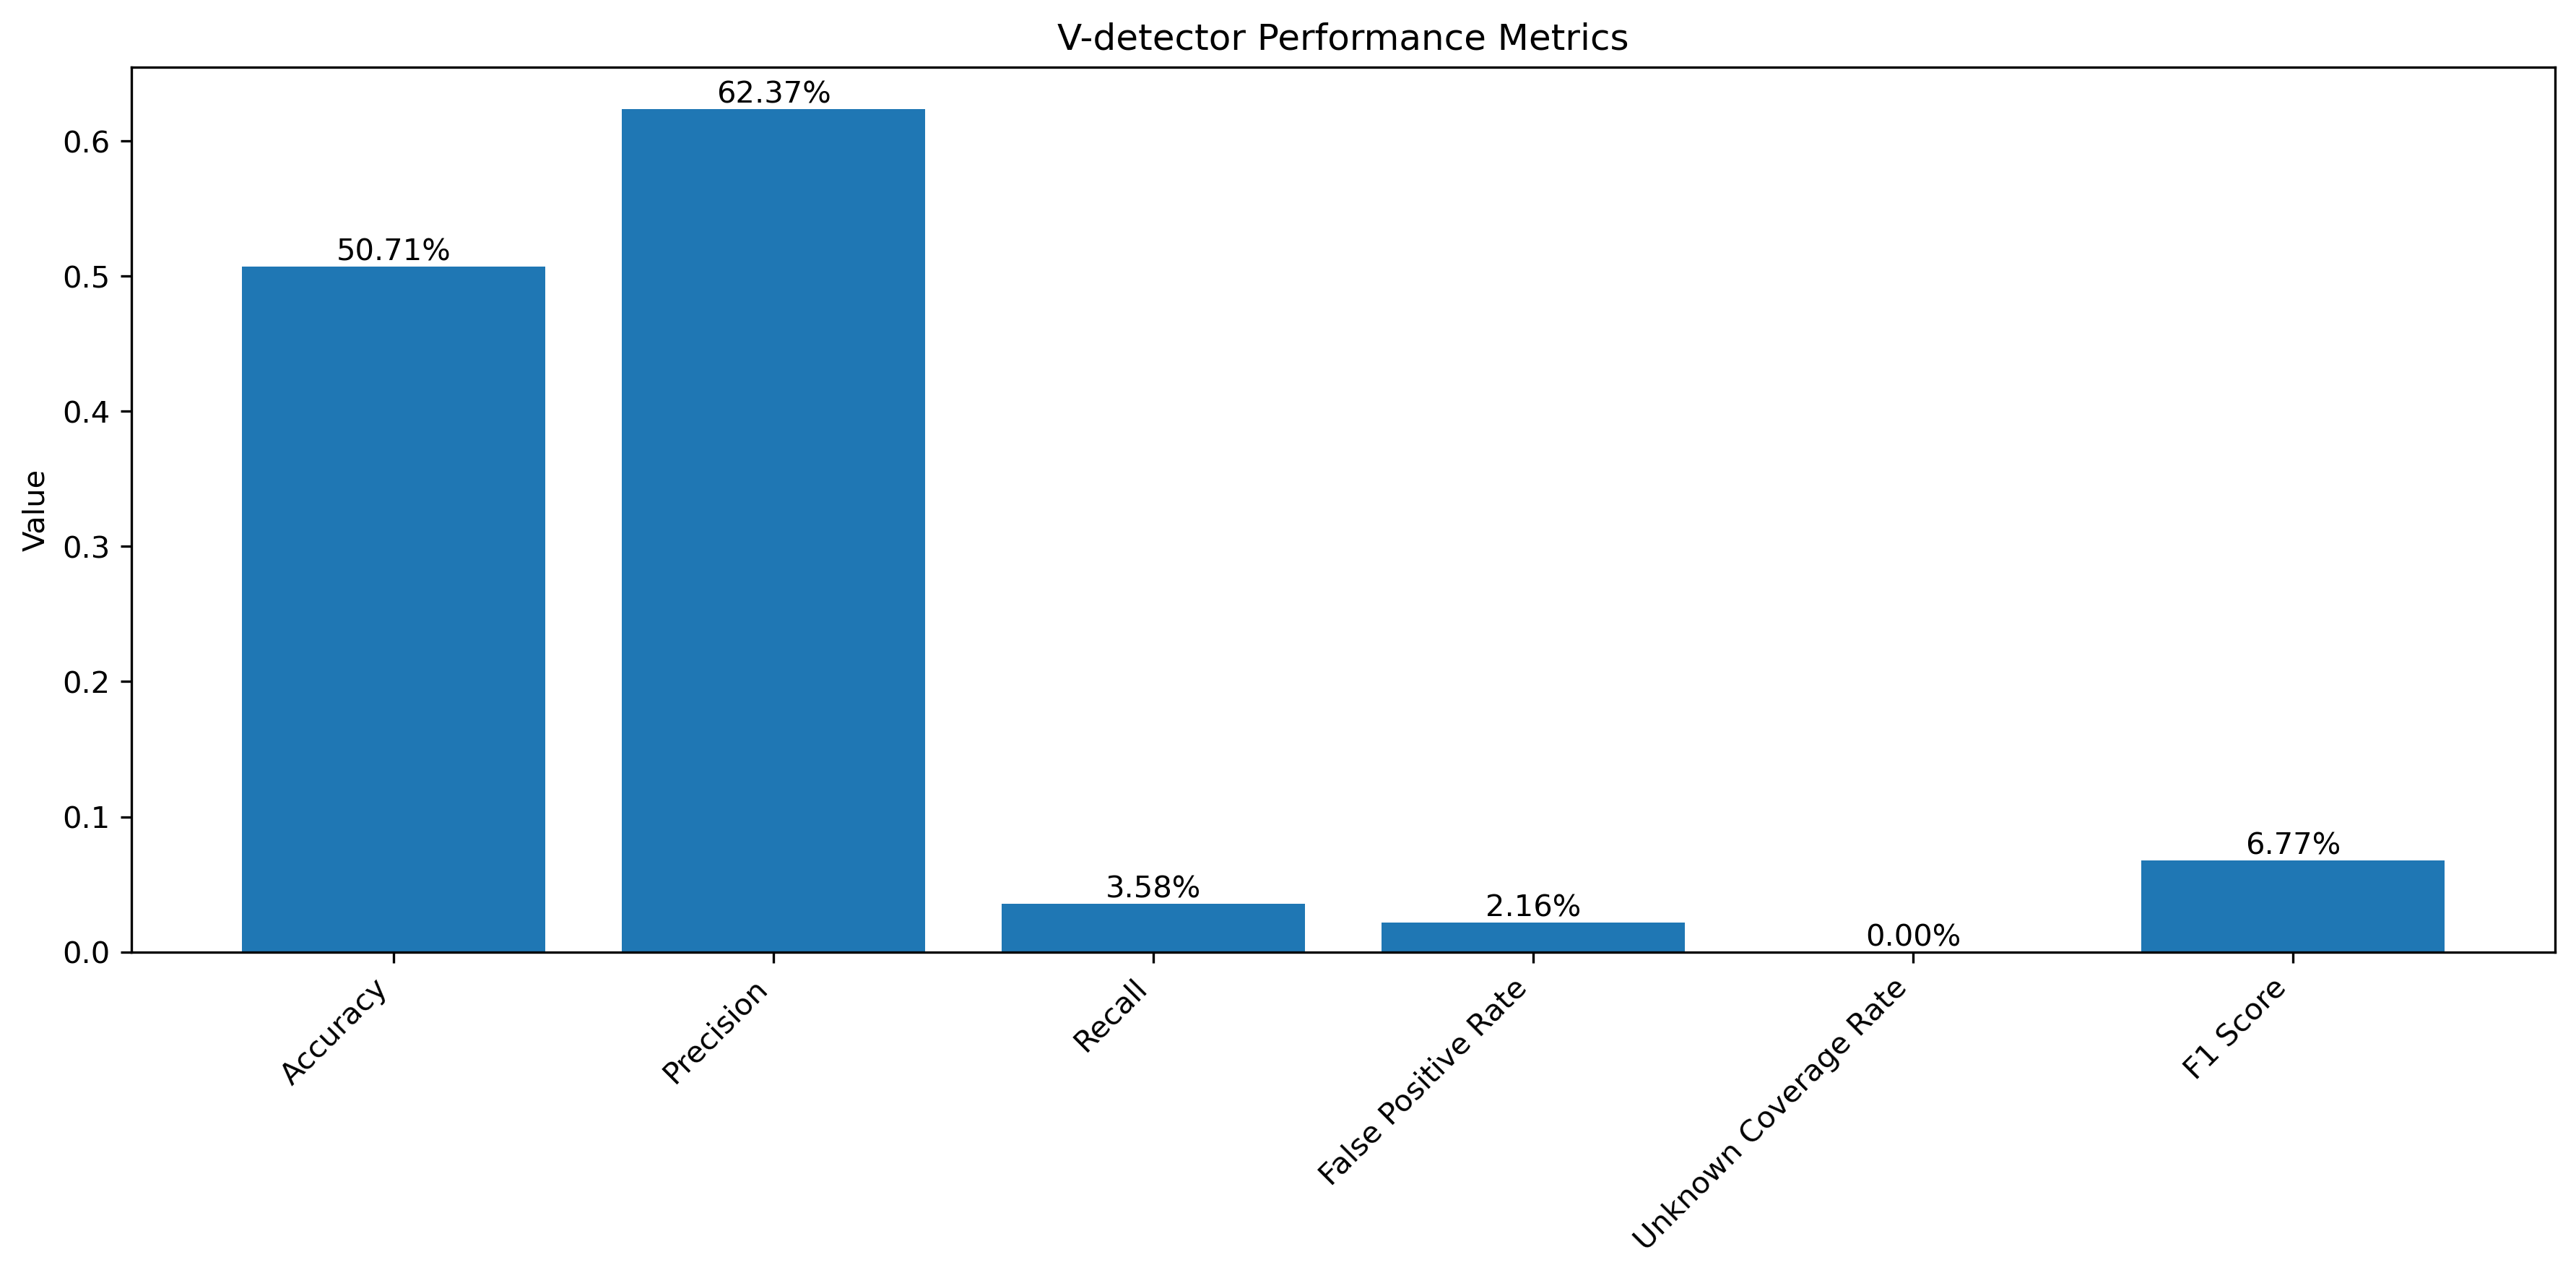 V-detector Performance Metrics
Value
0.6
0.5
0.4
0.3
0.2
0.1
0.0
50.71%
62.37%
3.58%
2.16%
0.00%
6.77%
Accuracy
Precision
Recall
False Positive Rate
Unknown Coverage Rate
F1 Score